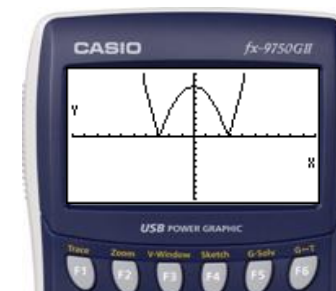 CASIO fx-9750GII
Y
X
USB POWER GRAPHIC
Trace Zoom V-Window Sketch G-Solv G↔T
F1 F2 F3 F4 F5 F6